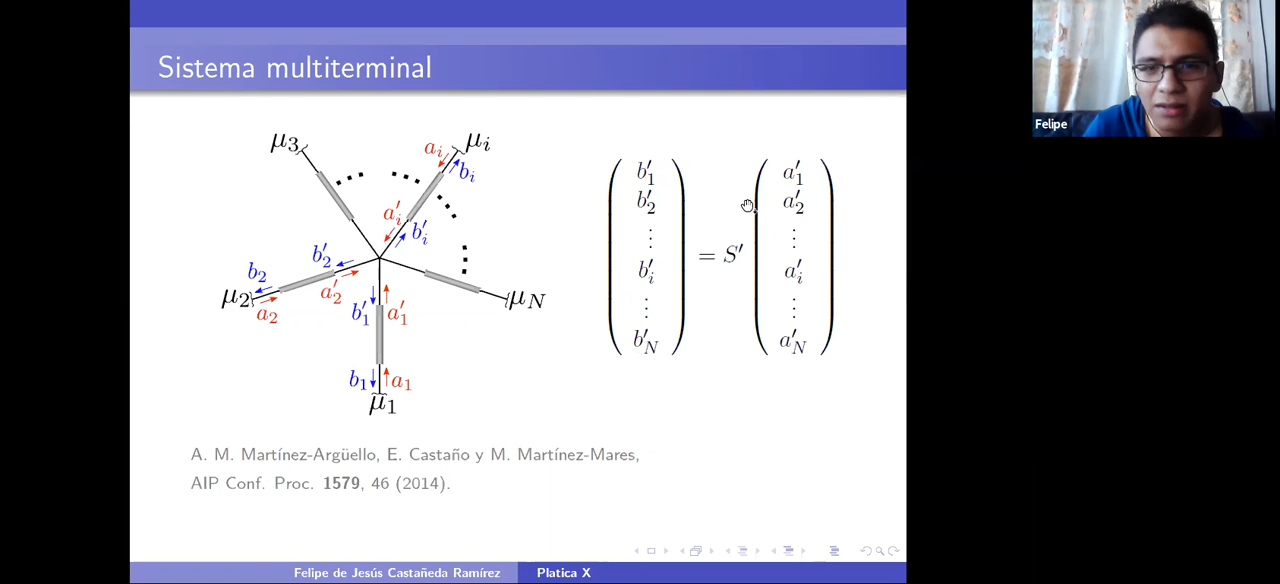 Sistema multiterminal
μ3
μi
ai
bi
a′i
b′i
b2
b′2
μ2
a2
a′2
μN
b′1
a′1
b1
a1
μ1
b′1
b′2
⋮
b′i
⋮
b′N
= S′
a′1
a′2
⋮
a′i
⋮
a′N
A. M. Martínez-Argüello, E. Castaño y M. Martínez-Mares,
AIP Conf. Proc. 1579, 46 (2014).
Felipe de Jesús Castañeda Ramírez Platica X
Felipe